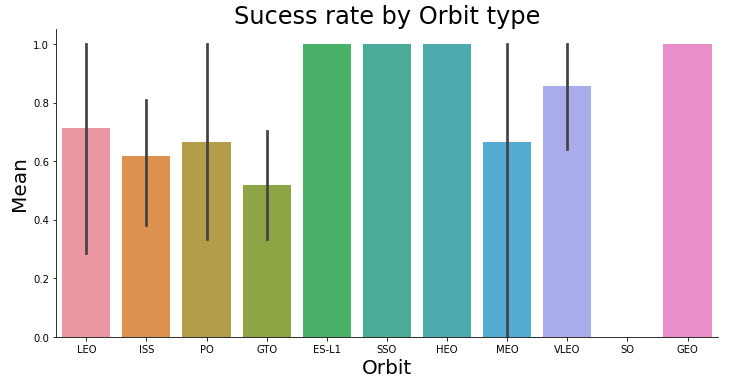 Sucess rate by Orbit type
Mean
1.0
0.8
0.6
0.4
0.2
0.0
LEO ISS PO GTO ES-L1 SSO HEO MEO VLEO SO GEO
Orbit